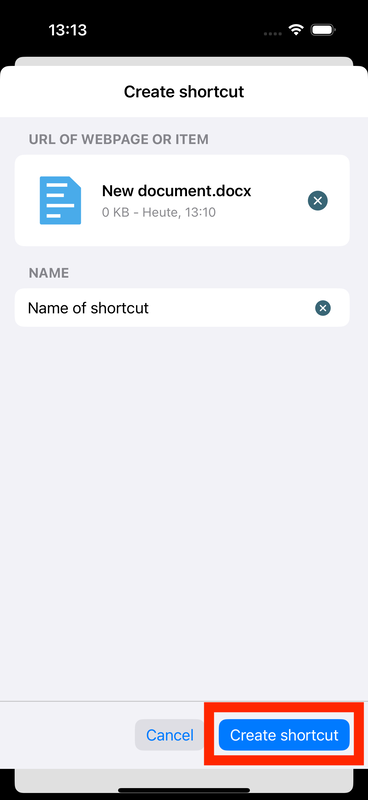 13:13
Create shortcut
URL OF WEBPAGE OR ITEM
New document.docx
0 KB - Heute, 13:10
NAME
Name of shortcut
Cancel
Create shortcut